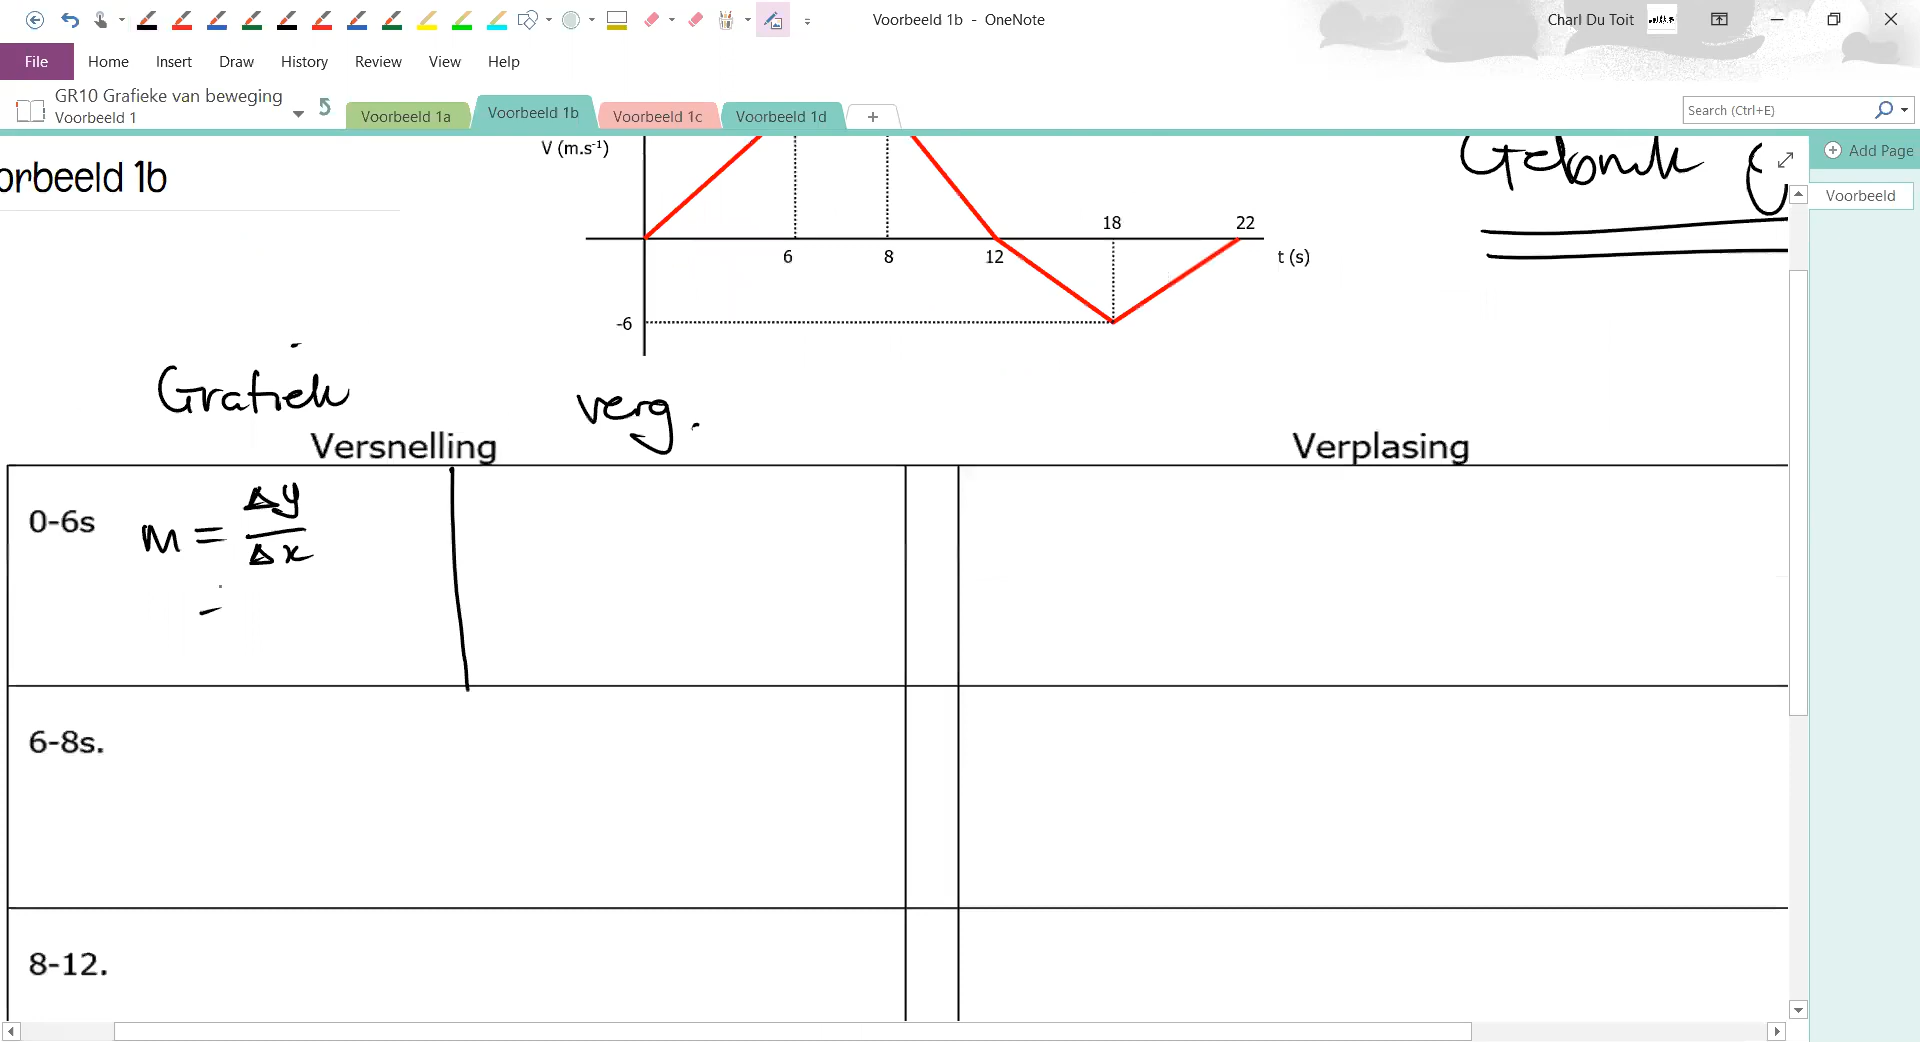 Voorbeeld 1b - OneNote
Charl Du Toit
File Home Insert Draw History Review View Help
GR10 Grafieke van beweging
Voorbeeld 1
Voorbeeld 1a Voorbeeld 1b Voorbeeld 1c Voorbeeld 1d +
Search (Ctrl+E)
Add Page
Voorbeeld
orbeeld 1b
V (m.s⁻¹)
18 22
6 8 12 t (s)
-6
Grafiek verg.
Versnelling Verplasing
0-6s m = Δy/Δx
=
6-8s.
8-12.